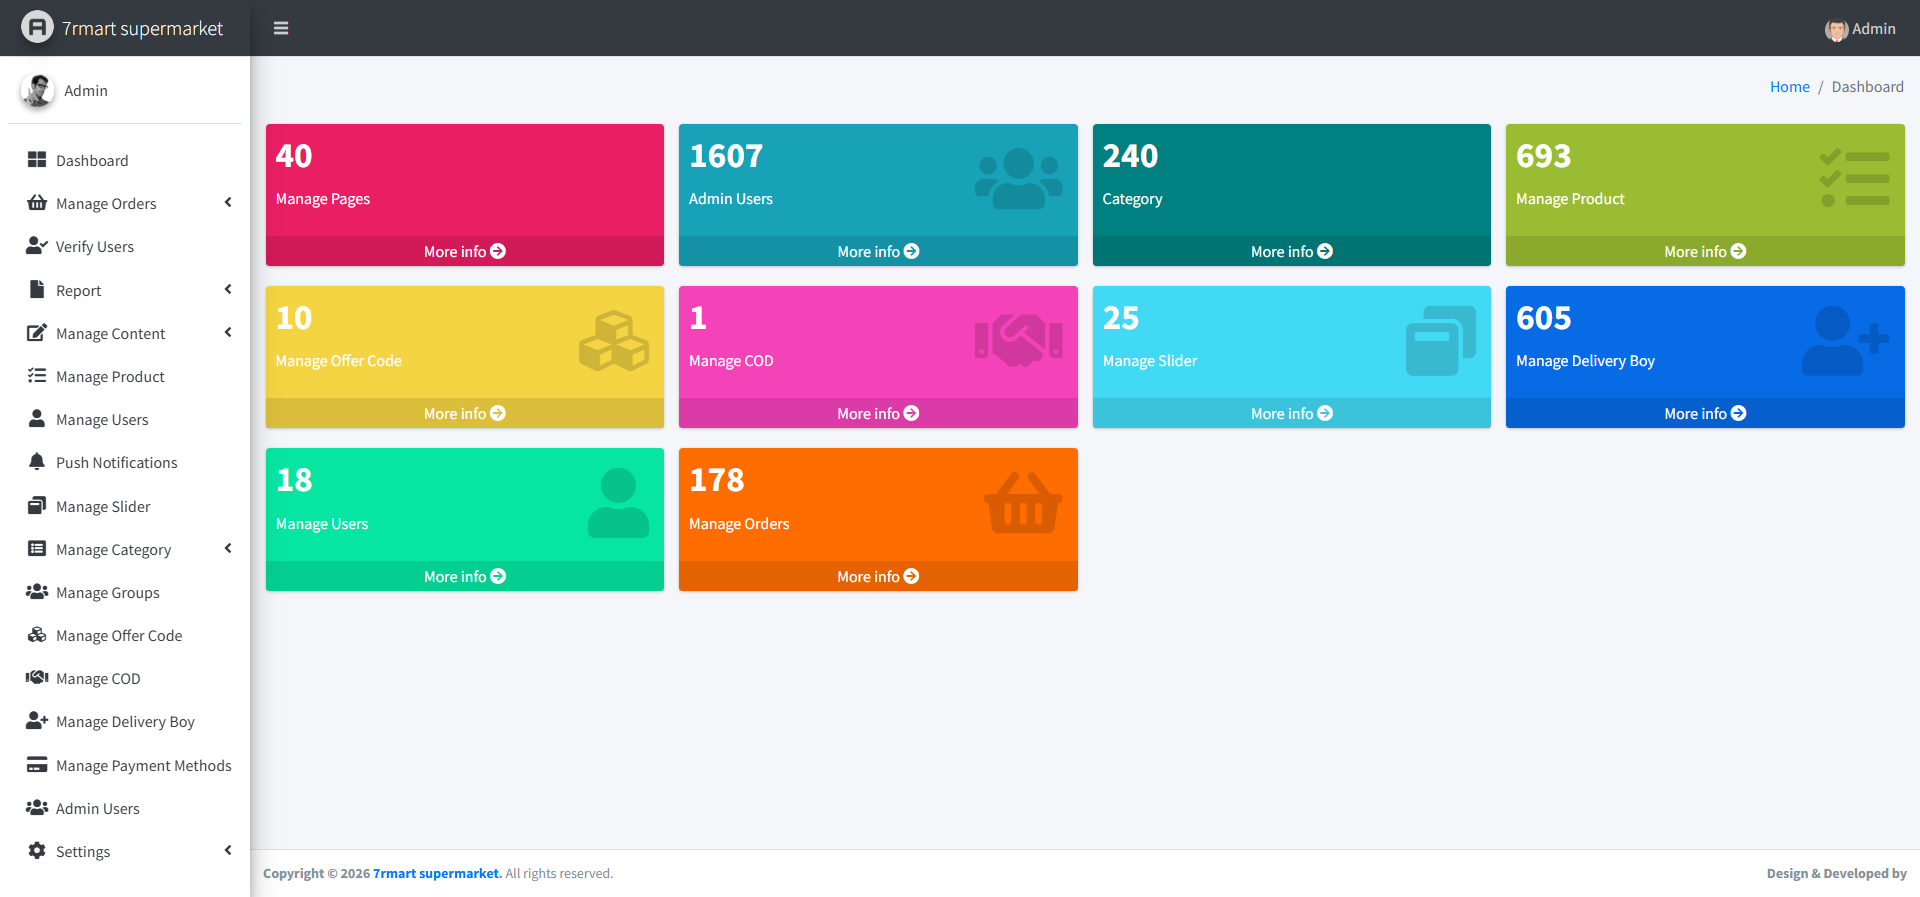 7rmart supermarket
Admin
Admin
Home / Dashboard
Dashboard
Manage Orders
Verify Users
Report
Manage Content
Manage Product
Manage Users
Push Notifications
Manage Slider
Manage Category
Manage Groups
Manage Offer Code
Manage COD
Manage Delivery Boy
Manage Payment Methods
Admin Users
Settings
40
Manage Pages
More info
1607
Admin Users
More info
240
Category
More info
693
Manage Product
More info
10
Manage Offer Code
More info
1
Manage COD
More info
25
Manage Slider
More info
605
Manage Delivery Boy
More info
18
Manage Users
More info
178
Manage Orders
More info
Copyright © 2026 7rmart supermarket. All rights reserved.
Design & Developed by